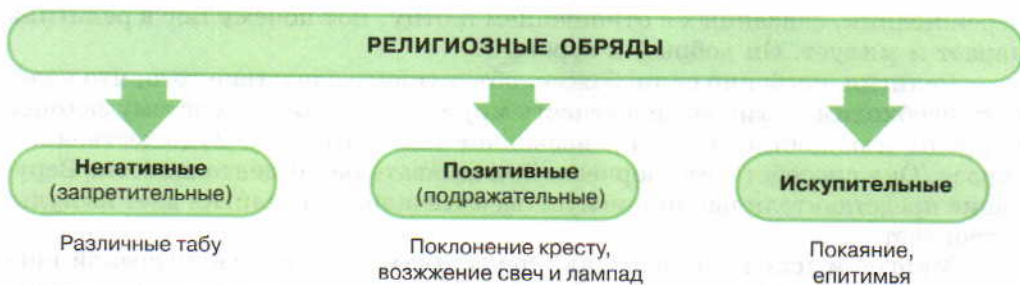 РЕЛИГИОЗНЫЕ ОБРЯДЫ
Негативные
(запретительные)
Позитивные
(подражательные)
Искупительные
Различные табу
Поклонение кресту,
возжжение свеч и лампад
Покаяние,
епитимья